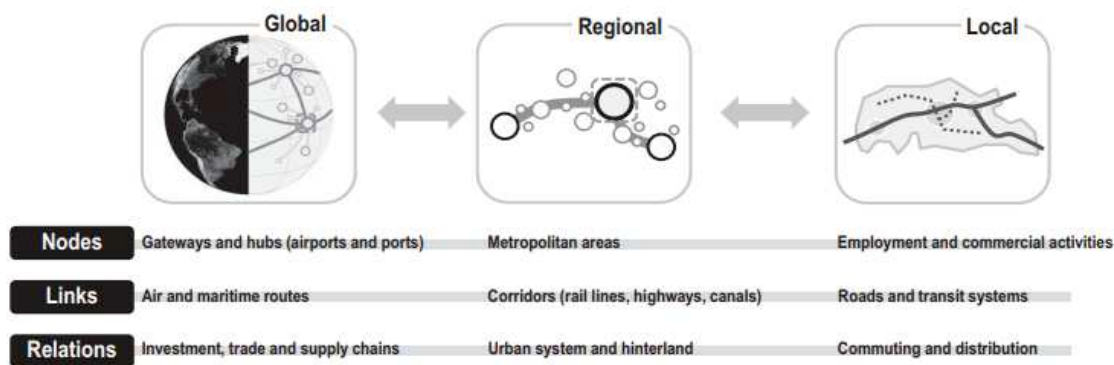 Global Regional Local
Nodes Gateways and hubs (airports and ports) Metropolitan areas Employment and commercial activities
Links Air and maritime routes Corridors (rail lines, highways, canals) Roads and transit systems
Relations Investment, trade and supply chains Urban system and hinterland Commuting and distribution